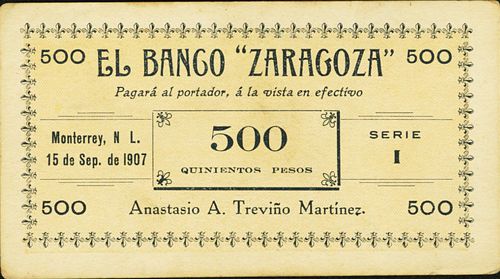 500 EL BANCO "ZARAGOZA" 500
Pagará al portador, á la vista en efectivo
Monterrey, N L.
15 de Sep. de 1907
500
QUINIENTOS PESOS
SERIE
I
500 Anastasio A. Treviño Martínez. 500